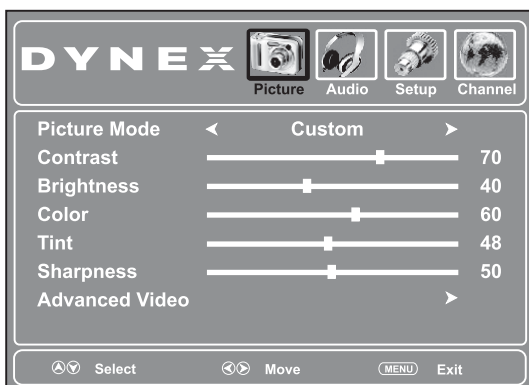 DYNEX
Picture Audio Setup Channel
Picture Mode Custom
Contrast 70
Brightness 40
Color 60
Tint 48
Sharpness 50
Advanced Video
Select Move MENU Exit